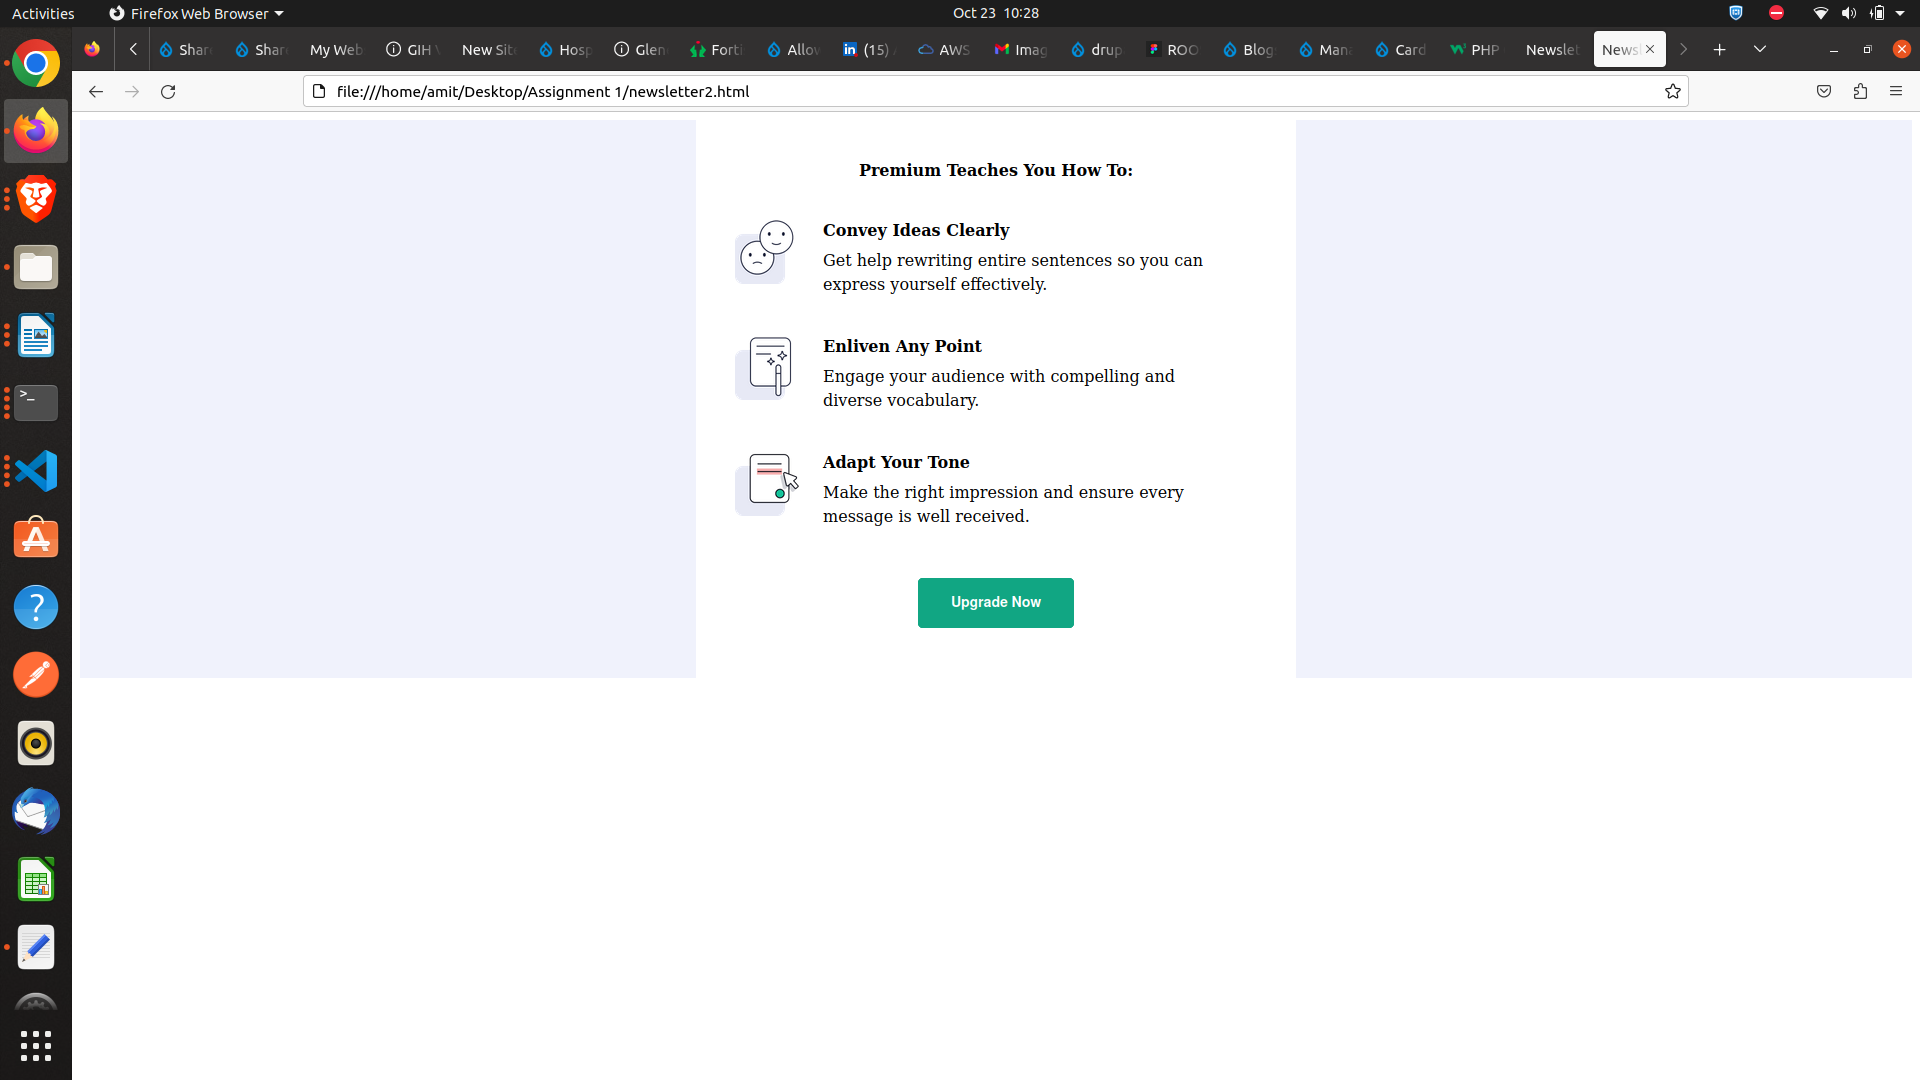 Activities
Firefox Web Browser
Oct 23 10:28
Shar
Shar
My Web
GIH
New Sit
Hosp
Glen
Forti
Allov
in (15)
AWS
Imag
drup
ROO
Blog
Mana
Card
PHP
Newslet
Newsl
file:///home/amit/Desktop/Assignment 1/newsletter2.html
Premium Teaches You How To:
Convey Ideas Clearly
Get help rewriting entire sentences so you can
express yourself effectively.
Enliven Any Point
Engage your audience with compelling and
diverse vocabulary.
Adapt Your Tone
Make the right impression and ensure every
message is well received.
Upgrade Now